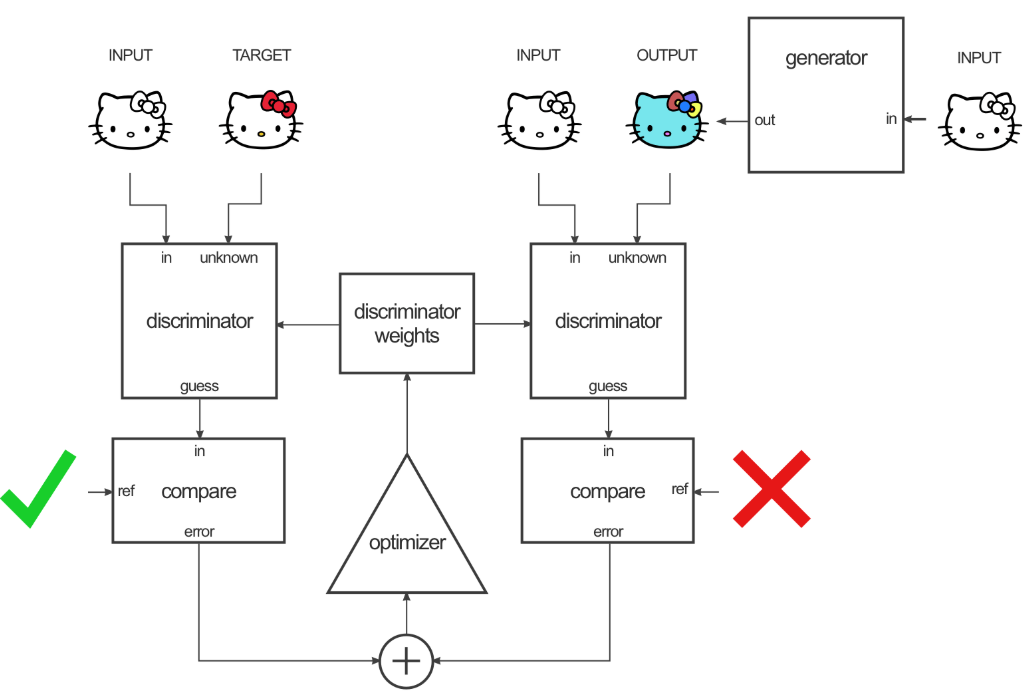 INPUT
TARGET
INPUT
OUTPUT
generator
INPUT
out
in
in
unknown
in
unknown
discriminator
discriminator
weights
discriminator
guess
guess
in
in
ref
compare
compare
ref
error
error
optimizer